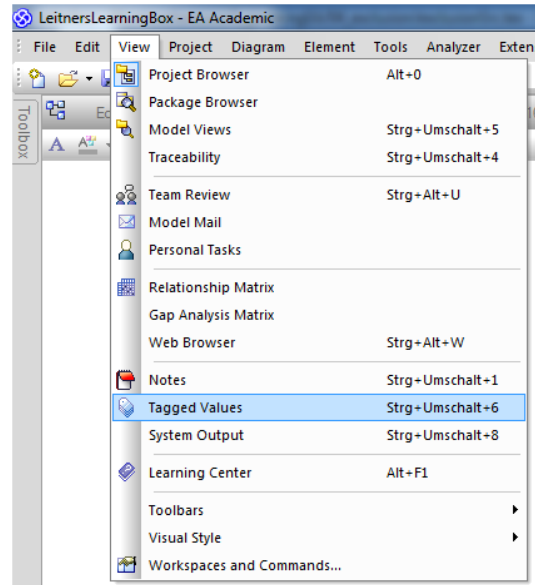 LeitnersLearningBox - EA Academic
File Edit View Project Diagram Element Tools Analyzer Exten
Toolbox
Project Browser Alt+0
Package Browser
Model Views Strg+Umschalt+5
Traceability Strg+Umschalt+4
Team Review Strg+Alt+U
Model Mail
Personal Tasks
Relationship Matrix
Gap Analysis Matrix
Web Browser Strg+Alt+W
Notes Strg+Umschalt+1
Tagged Values Strg+Umschalt+6
System Output Strg+Umschalt+8
Learning Center Alt+F1
Toolbars
Visual Style
Workspaces and Commands...